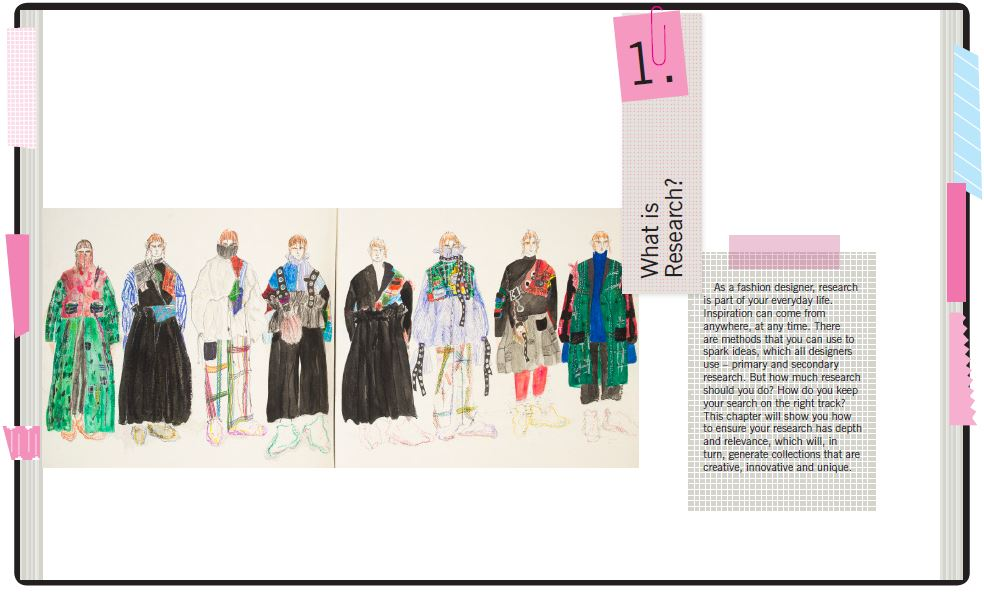 1.
What is
Research?
As a fashion designer, research
is part of your everyday life.
Inspiration can come from
anywhere, at any time. There
are methods that you can use to
spark ideas, which all designers
use – primary and secondary
research. But how much research
should you do? How do you keep
your search on the right track?
This chapter will show you how
to ensure your research has depth
and relevance, which will, in
turn, generate collections that are
creative, innovative and unique.